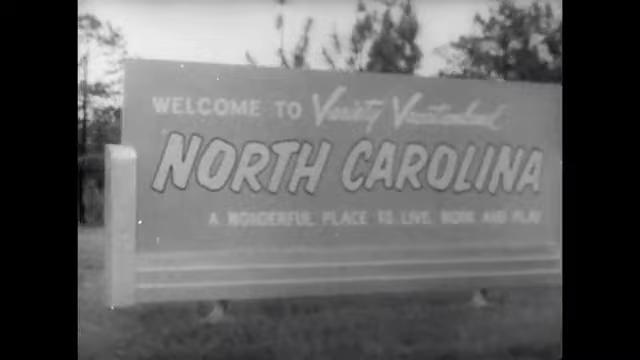 WELCOME TO Variety Vacationland
NORTH CAROLINA
A WONDERFUL PLACE TO LIVE, WORK AND PLAY